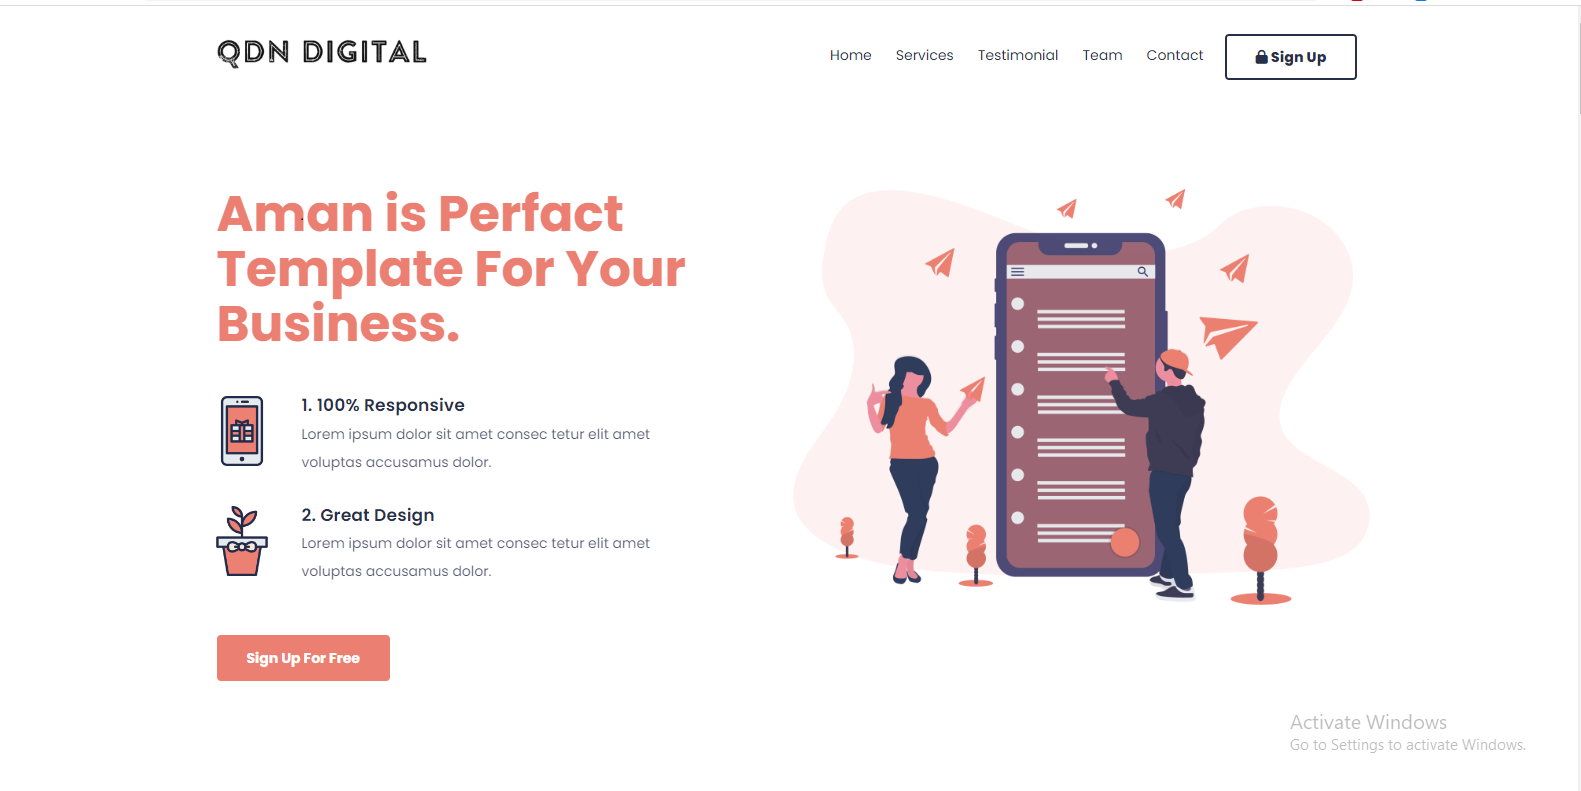 QDN DIGITAL
Home Services Testimonial Team Contact Sign Up
Aman is Perfact
Template For Your
Business.
1. 100% Responsive
Lorem ipsum dolor sit amet consec tetur elit amet
voluptas accusamus dolor.
2. Great Design
Lorem ipsum dolor sit amet consec tetur elit amet
voluptas accusamus dolor.
Sign Up For Free
Activate Windows
Go to Settings to activate Windows.